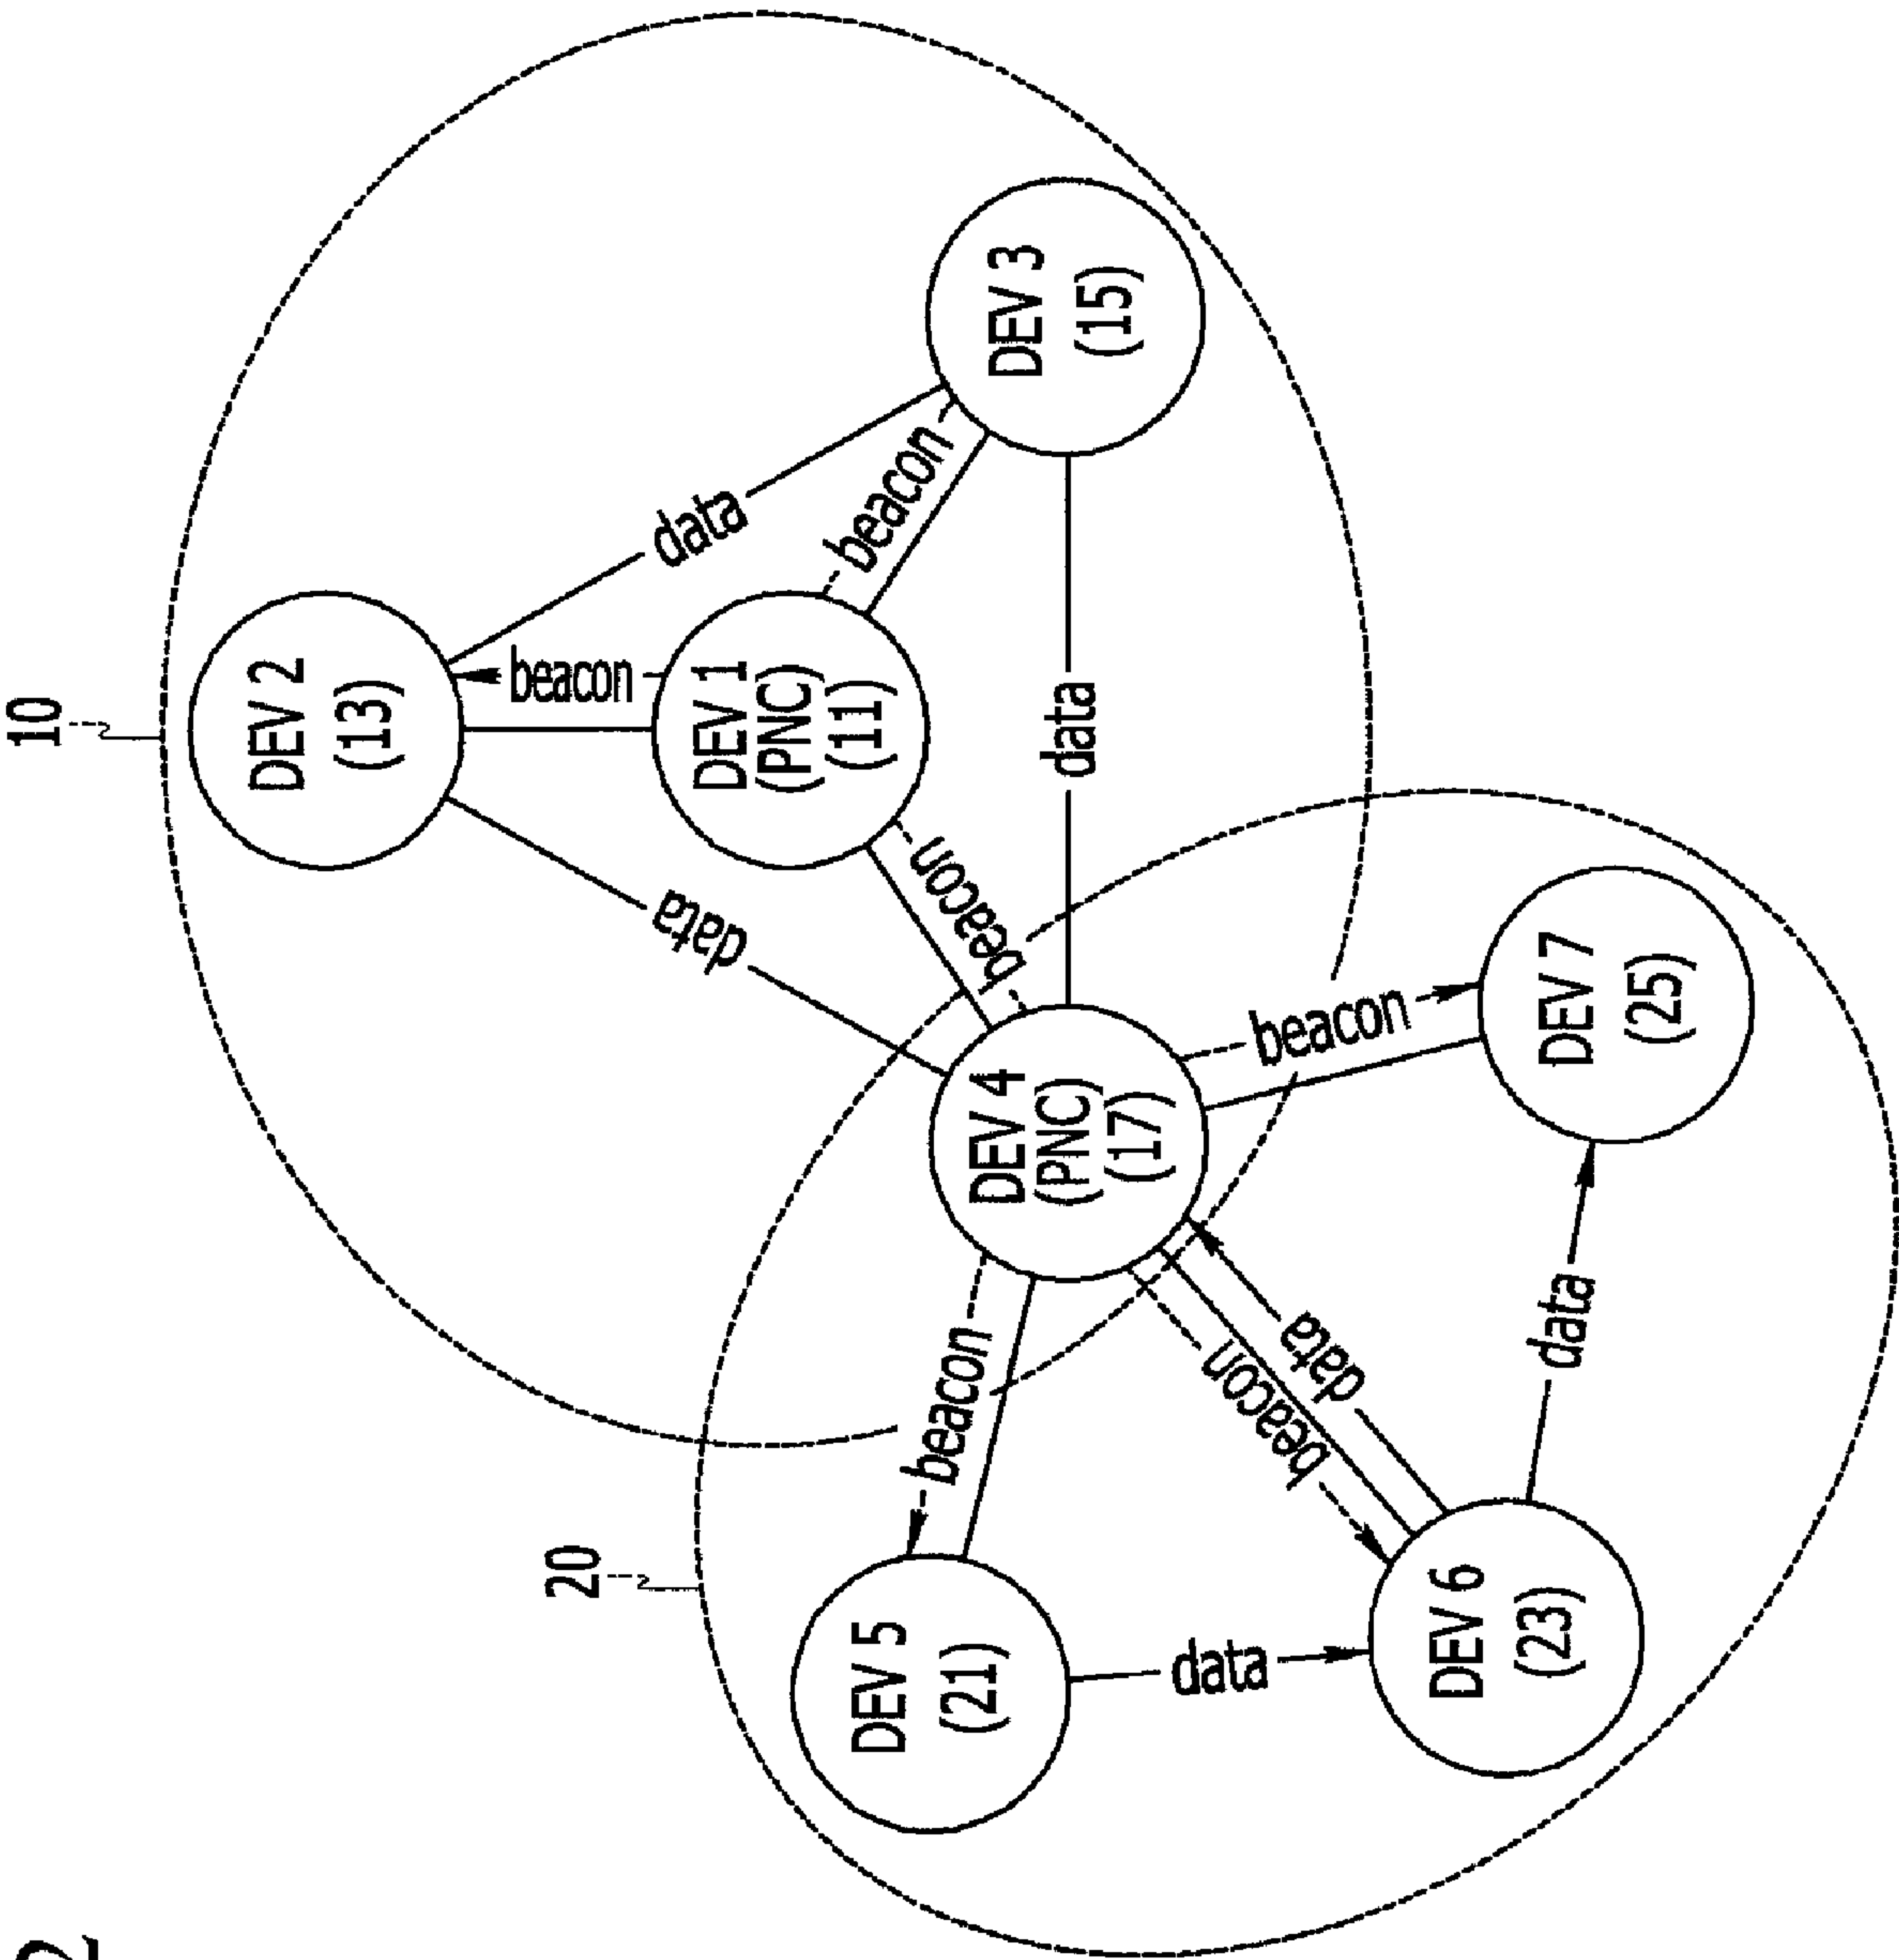 10
DEV 2
(13)
data
beacon
DEV 1
(PNC)
(11)
beacon
DEV 3
(15)
data
beacon
data
20
DEV 4
(PNC)
(17)
beacon
beacon
DEV 5
(21)
data
beacon
data
DEV 7
(25)
data
DEV 6
(23)
data